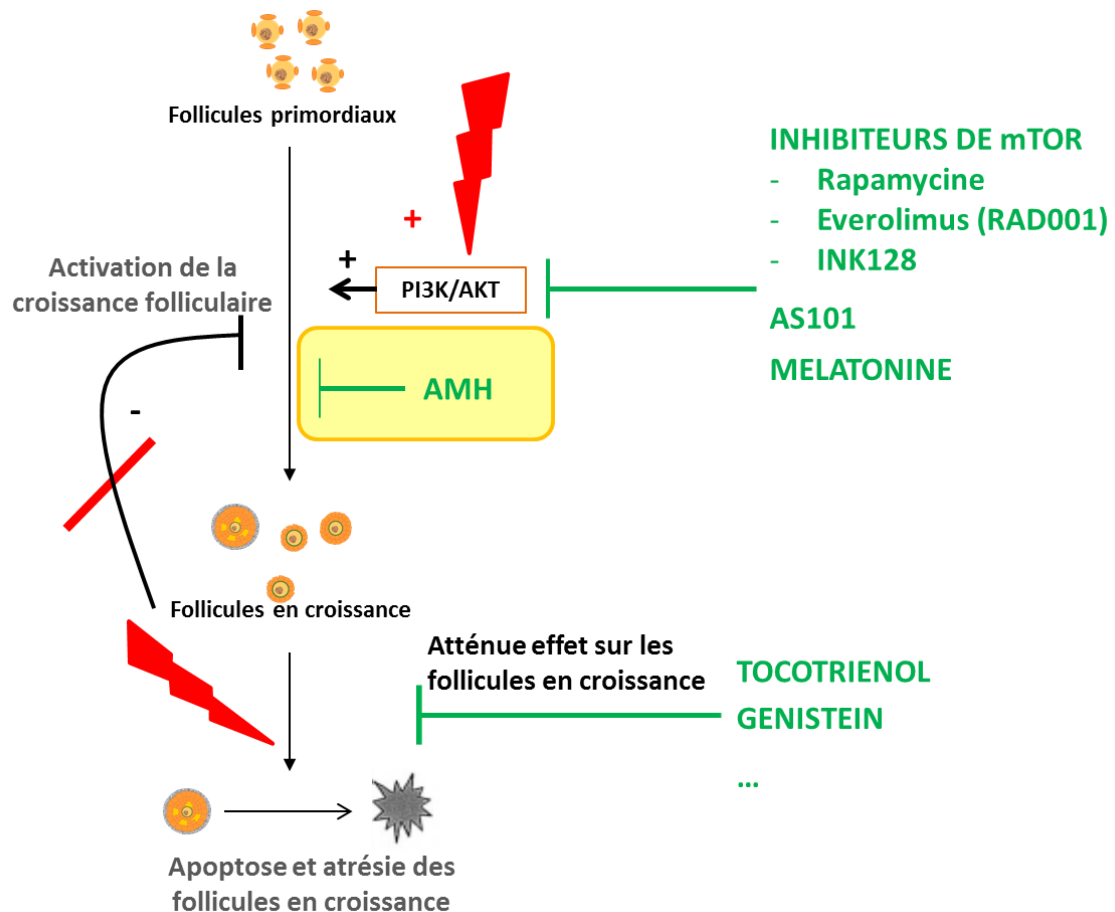 Follicules primordiaux
INHIBITEURS DE mTOR
- Rapamycine
- Everolimus (RAD001)
- INK128
+
Activation de la
croissance folliculaire
+
PI3K/AKT
AS101
MELATONINE
AMH
-
Follicules en croissance
Atténue effet sur les
follicules en croissance
TOCOTRIENOL
GENISTEIN
...
Apoptose et atrésie des
follicules en croissance